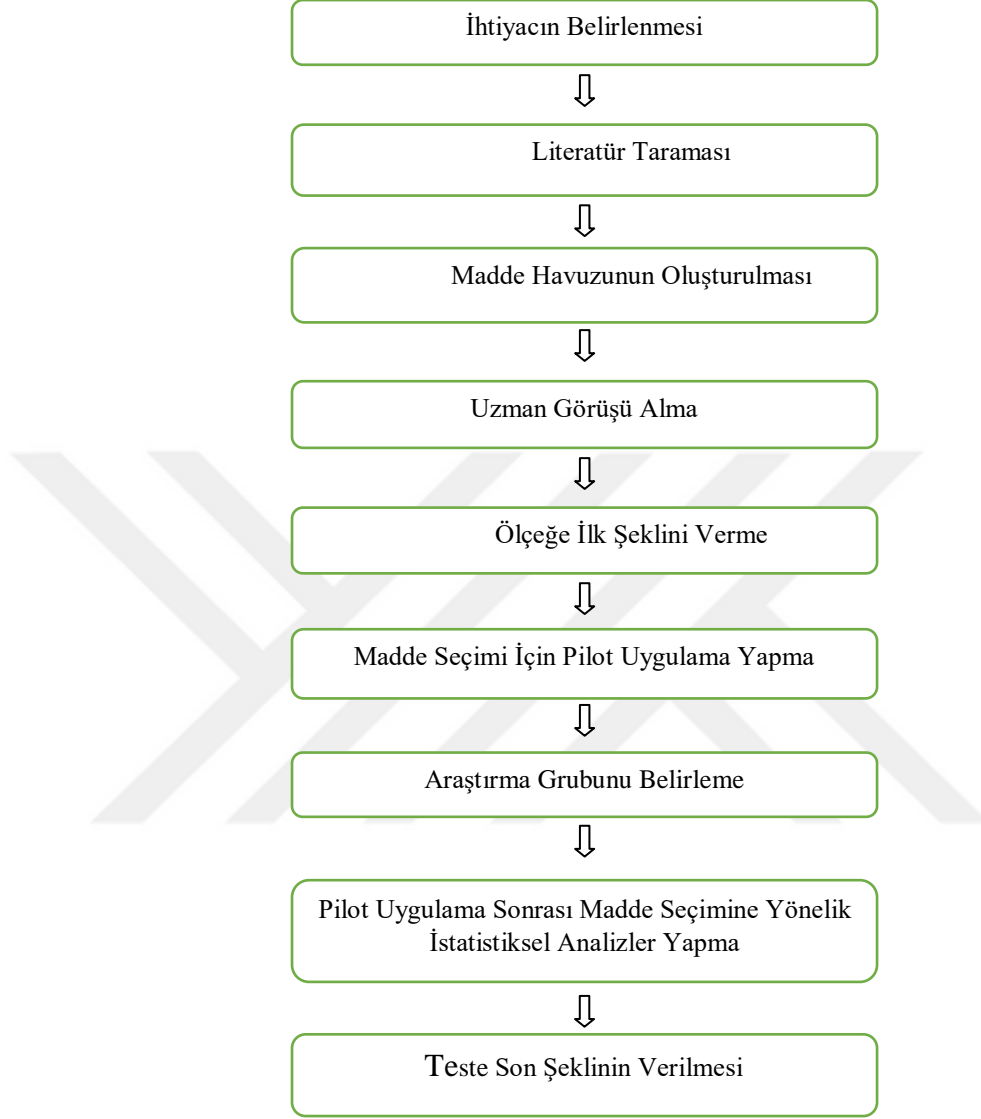 İhtiyacın Belirlenmesi
Literatür Taraması
Madde Havuzunun Oluşturulması
Uzman Görüşü Alma
Ölçeğe İlk Şeklini Verme
Madde Seçimi İçin Pilot Uygulama Yapma
Araştırma Grubunu Belirleme
Pilot Uygulama Sonrası Madde Seçimine Yönelik
İstatistiksel Analizler Yapma
Teste Son Şeklinin Verilmesi